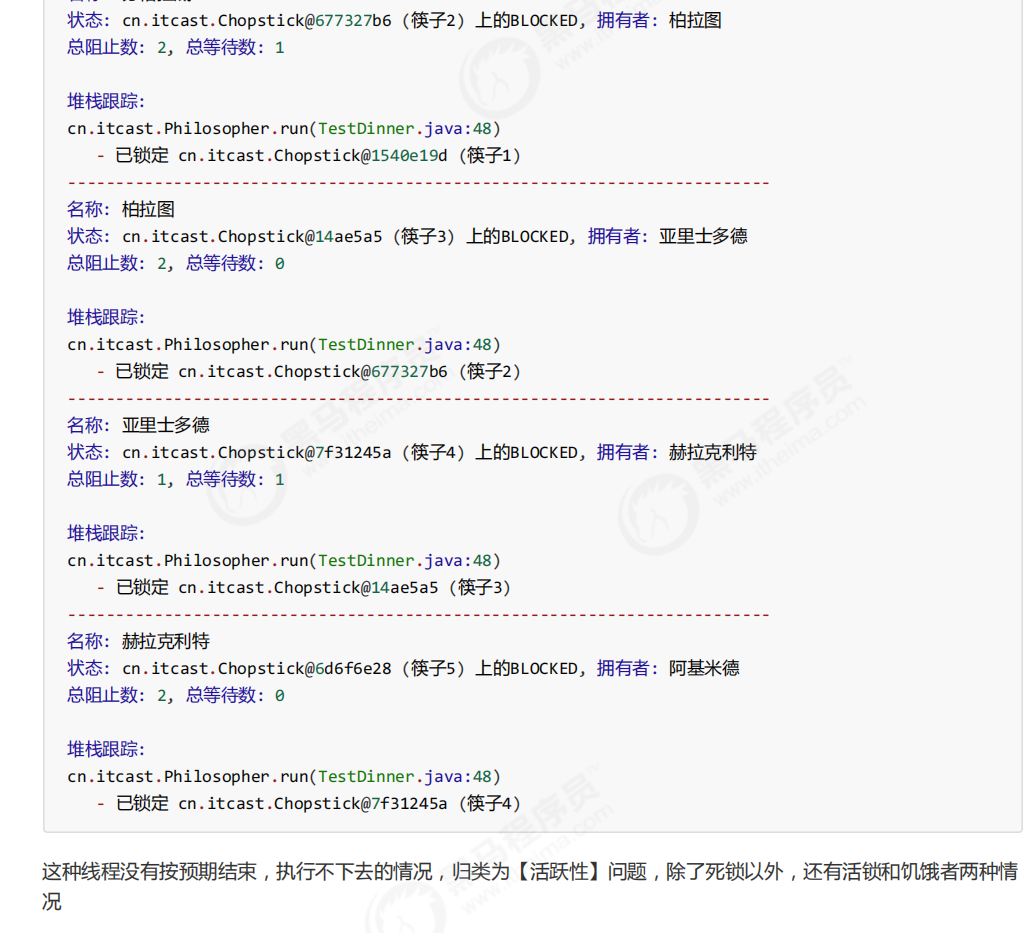 状态: cn.itcast.Chopstick@677327b6 (筷子2) 上的BLOCKED, 拥有者: 柏拉图
总阻止数: 2, 总等待数: 1
堆栈跟踪:
cn.itcast.Philosopher.run(TestDinner.java:48)
- 已锁定 cn.itcast.Chopstick@1540e19d (筷子1)
-------------------------------------------------------------------------
名称: 柏拉图
状态: cn.itcast.Chopstick@14ae5a5 (筷子3) 上的BLOCKED, 拥有者: 亚里士多德
总阻止数: 2, 总等待数: 0
堆栈跟踪:
cn.itcast.Philosopher.run(TestDinner.java:48)
- 已锁定 cn.itcast.Chopstick@677327b6 (筷子2)
-------------------------------------------------------------------------
名称: 亚里士多德
状态: cn.itcast.Chopstick@7f31245a (筷子4) 上的BLOCKED, 拥有者: 赫拉克利特
总阻止数: 1, 总等待数: 1
堆栈跟踪:
cn.itcast.Philosopher.run(TestDinner.java:48)
- 已锁定 cn.itcast.Chopstick@14ae5a5 (筷子3)
-------------------------------------------------------------------------
名称: 赫拉克利特
状态: cn.itcast.Chopstick@6d6f6e28 (筷子5) 上的BLOCKED, 拥有者: 阿基米德
总阻止数: 2, 总等待数: 0
堆栈跟踪:
cn.itcast.Philosopher.run(TestDinner.java:48)
- 已锁定 cn.itcast.Chopstick@7f31245a (筷子4)
这种线程没有按预期结束，执行不下去的情况，归类为【活跃性】问题，除了死锁以外，还有活锁和饥饿者两种情
况
黑马程序员
www.itheima.com